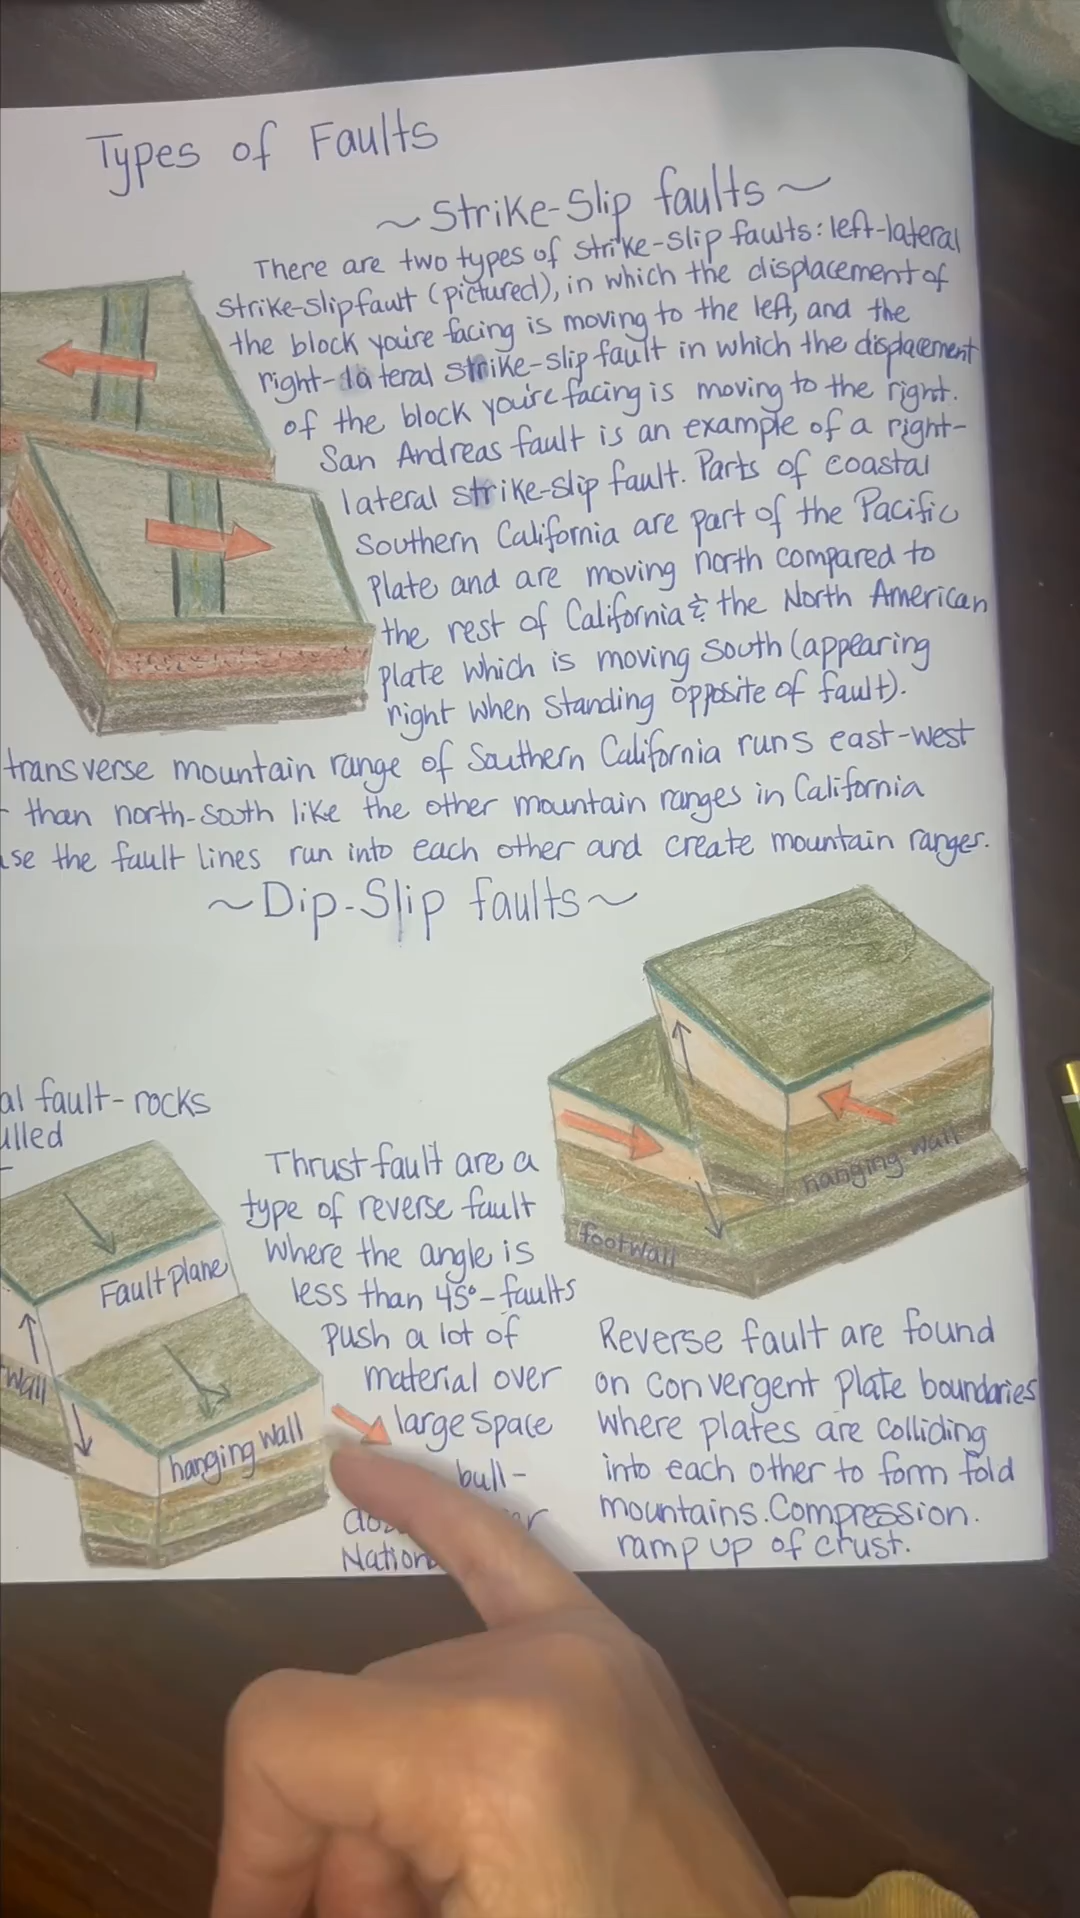 Types of Faults
~Strike-Slip faults~
There are two types of strike-slip faults: left-lateral
strike-slip fault (pictured), in which the displacement of
the block you're facing is moving to the left, and the
right-lateral strike-slip fault in which the displacement
of the block you're facing is moving to the right.
San Andreas fault is an example of a right-
lateral strike-slip fault. Parts of coastal
Southern California are part of the Pacific
Plate and are moving north compared to
the rest of California & the North American
plate which is moving south (appearing
right when standing opposite of fault).
transverse mountain range of Southern California runs east-west
than north-south like the other mountain ranges in California
the fault lines run into each other and create mountain ranges.
~Dip-Slip faults~
fault-rocks
Fault plane
wall
hanging wall
Thrust fault are a
type of reverse fault
where the angle is
less than 45°-faults
push a lot of
material over
large space
bull-
hanging wall
footwall
Reverse fault are found
on convergent plate boundaries
where plates are colliding
into each other to form fold
mountains. Compression.
ramp up of crust.